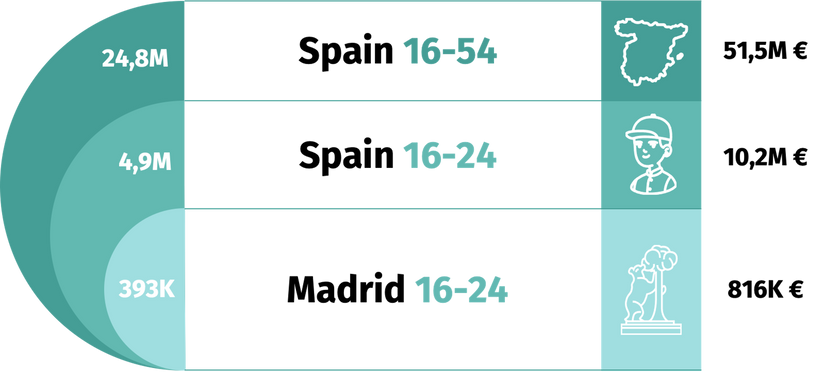 24,8M Spain 16-54 51,5M €
4,9M Spain 16-24 10,2M €
393K Madrid 16-24 816K €